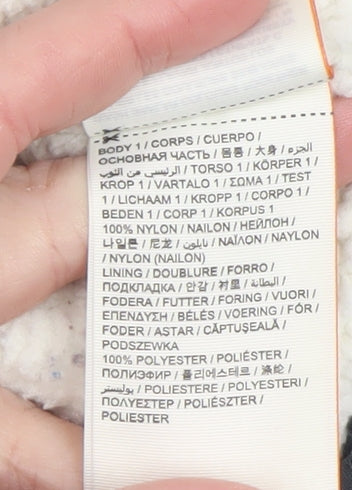 BODY 1 / CORPS / CUERPO /
ОСНОВНАЯ ЧАСТЬ / 몸통 / 大身 / الجزء
الرئيسي من الثوب / TORSO 1 / KÖRPER 1 /
KROP 1 / VARTALO 1 / ΣΩΜΑ 1 / TEST
1 / LICHAAM 1 / KROPP 1 / CORPO 1 /
BEDEN 1 / CORP 1 / KORPUS 1
100% NYLON / NAILON / НЕЙЛОН /
나일론 / 尼龙 / نايلون / ΝΑΪΛΟΝ / NAYLON
/ NYLON (NAILON)
LINING / DOUBLURE / FORRO /
ПОДКЛАДКА / 안감 / 衬里 / البطانة /
FODERA / FUTTER / FORING / VUORI /
ΕΠΕΝΔΥΣΗ / BÉLÉS / VOERING / FÓR /
FODER / ASTAR / CĂPTUŞEALĂ /
PODSZEWKA
100% POLYESTER / POLIÉSTER /
ПОЛИЭФИР / 폴리에스테르 / 涤纶 /
بوليستر / POLIESTERE / POLYESTERI /
ΠΟΛΥΕΣΤΕΡ / POLIÉSZTER /
POLIESTER